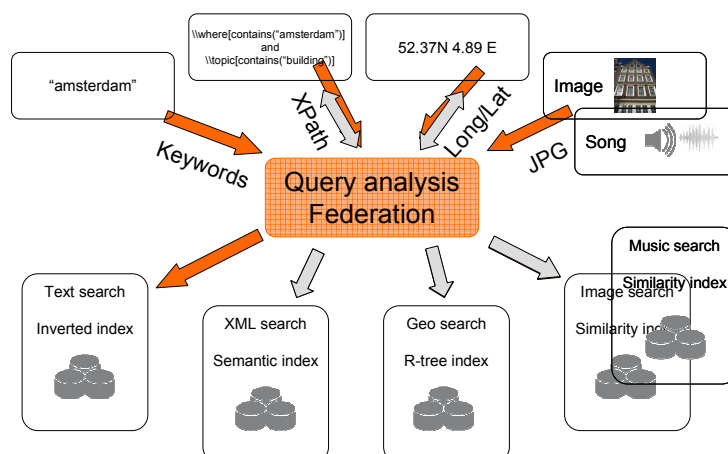 \\where[contains(“amsterdam”)]
and
\\topic[contains(“building”)]
52.37N 4.89 E
“amsterdam”
Image
Song
Keywords
XPath
Long/Lat
JPG
Query analysis
Federation
Text search
Inverted index
XML search
Semantic index
Geo search
R-tree index
Image search
Similarity index
Music search
Similarity index